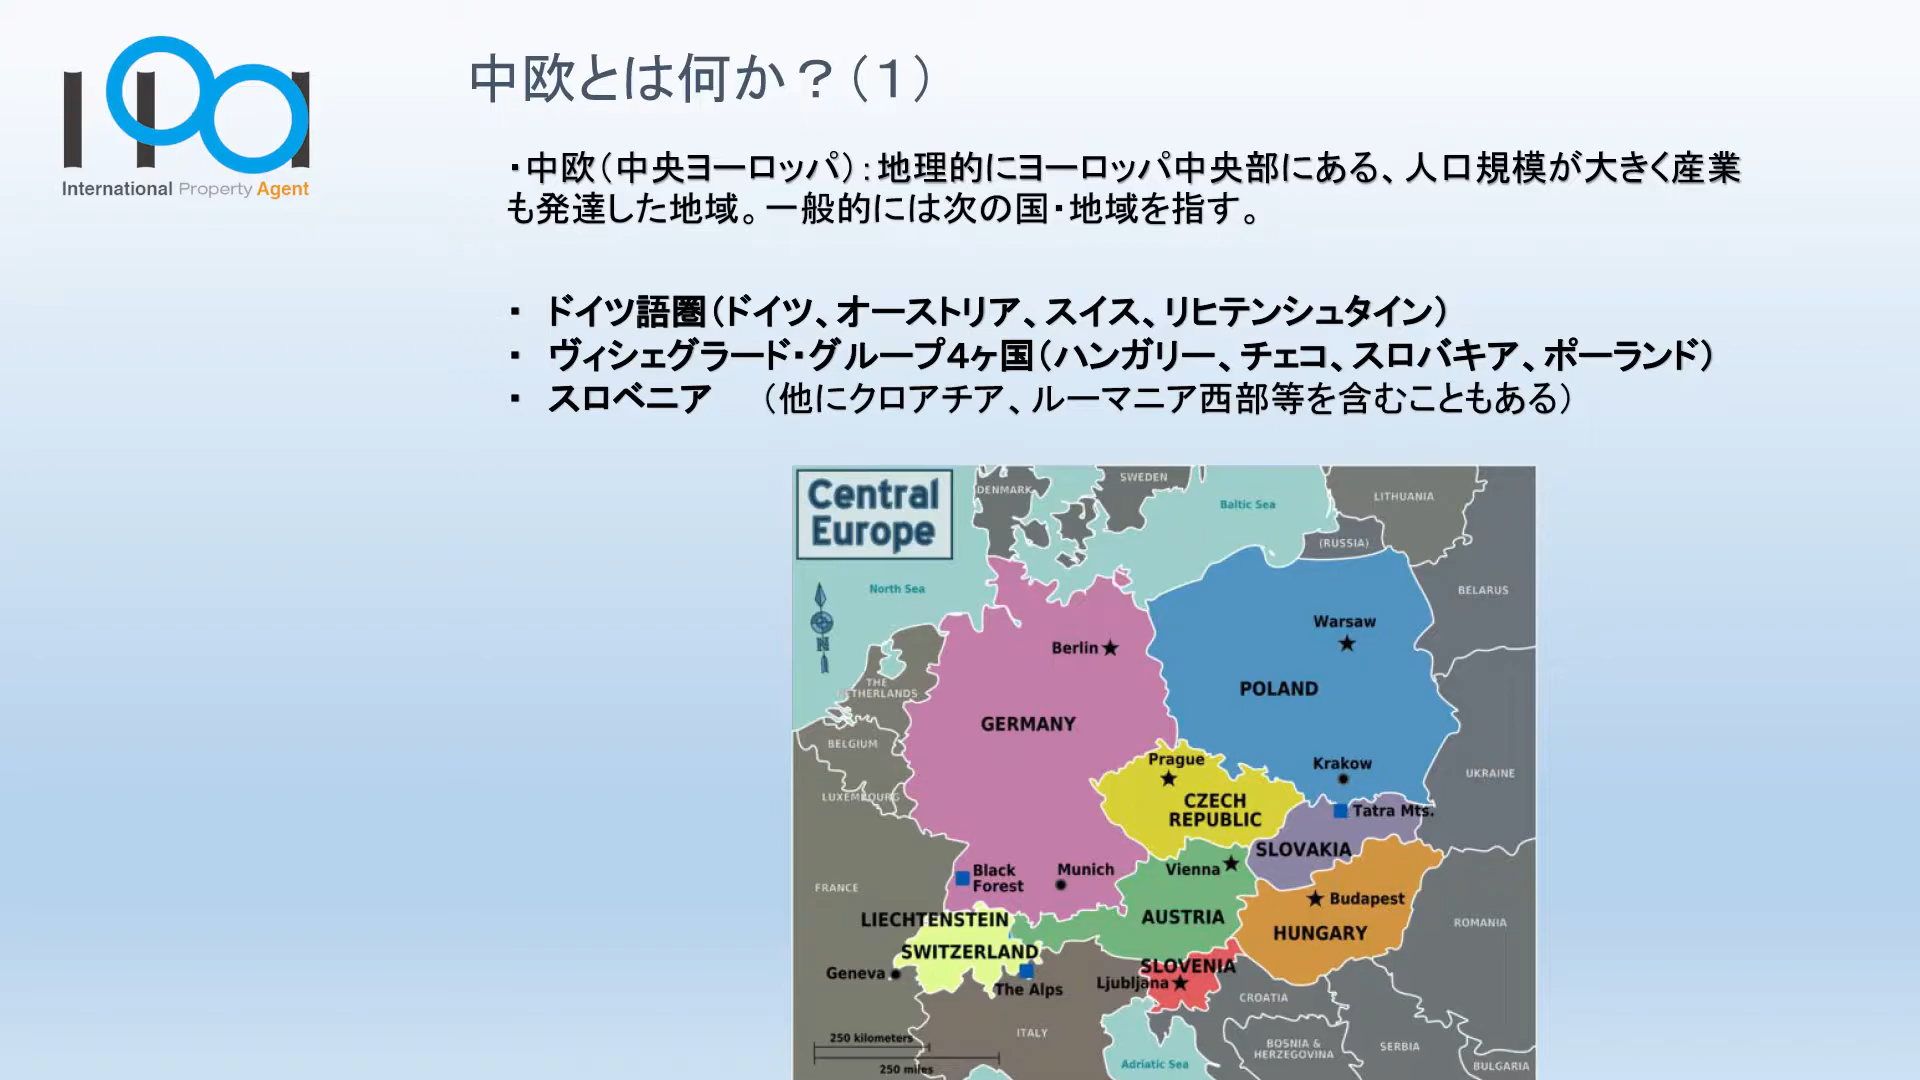 International Property Agent
中欧とは何か？（１）
・中欧（中央ヨーロッパ）：地理的にヨーロッパ中央部にある、人口規模が大きく産業
も発達した地域。一般的には次の国・地域を指す。
・ ドイツ語圏（ドイツ、オーストリア、スイス、リヒテンシュタイン）
・ ヴィシェグラード・グループ４ヶ国（ハンガリー、チェコ、スロバキア、ポーランド）
・ スロベニア　（他にクロアチア、ルーマニア西部等を含むこともある）
Central
Europe
DENMARK
SWEDEN
Baltic Sea
LITHUANIA
(RUSSIA)
North Sea
BELARUS
N
Warsaw
Berlin
THE
NETHERLANDS
POLAND
GERMANY
BELGIUM
Prague
Krakow
UKRAINE
LUXEMBOURG
CZECH
REPUBLIC
Tatra Mts.
SLOVAKIA
Black
Forest
Munich
Vienna
FRANCE
Budapest
LIECHTENSTEIN
AUSTRIA
HUNGARY
ROMANIA
SWITZERLAND
SLOVENIA
Geneva
The Alps
Ljubljana
CROATIA
ITALY
250 kilometers
250 miles
BOSNIA &
HERZEGOVINA
SERBIA
Adriatic Sea
BULGARIA